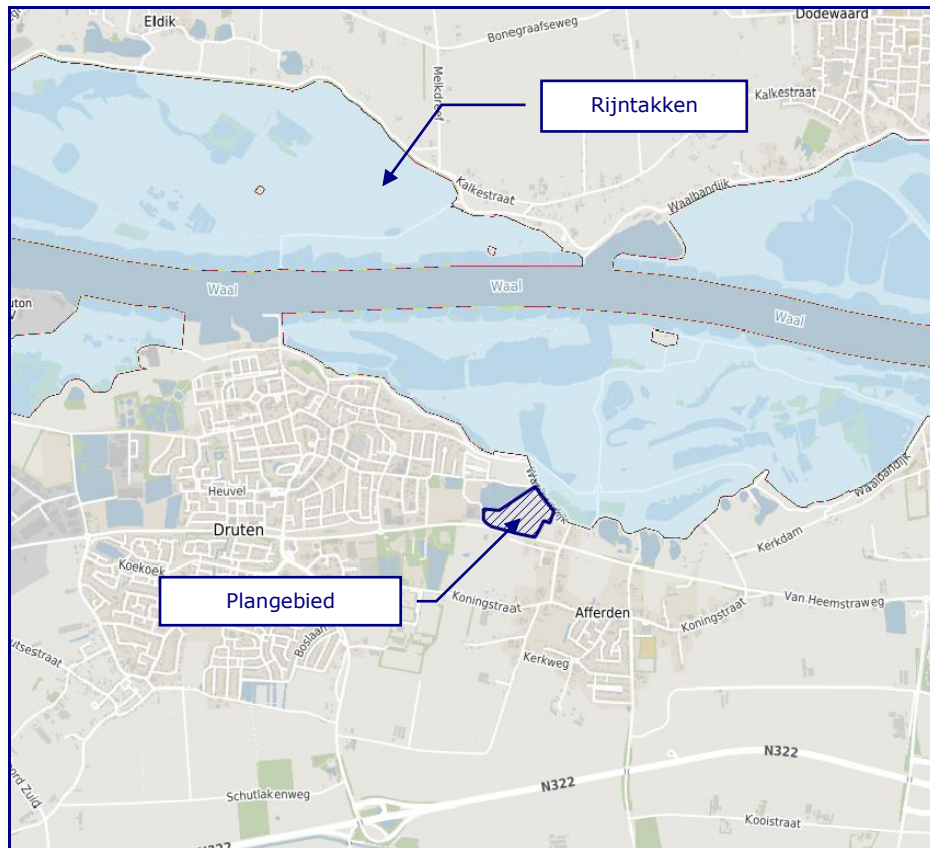 Eldik
Bonegraafseweg
Dodewaard
Melkdreef
Rijntakken
Kalkestraat
Kalkestraat
Waalbandijk
Waal
Waal
Waal
Heuvel
Druten
Koekoek
Waalbandijk
Kerkdam
Plangebied
Koningstraat
Afferden
Koningstraat
Van Heemstraweg
Boslaan
Kerkweg
N322
N322
Schutlakenweg
Kooistraat
N322